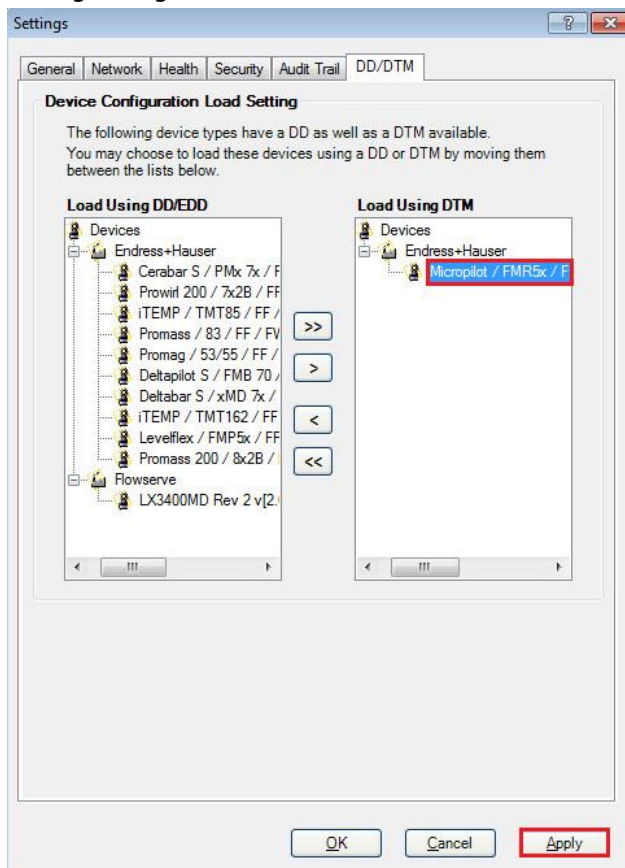 Settings
General Network Health Security Audit Trail DD/DTM
Device Configuration Load Setting
The following device types have a DD as well as a DTM available.
You may choose to load these devices using a DD or DTM by moving them
between the lists below.
Load Using DD/EDD
Devices
Endress+Hauser
Cerabar S / PMx 7x / F
Prowirl 200 / 7x2B / FF
iTEMP / TMT85 / FF /
Promass / 83 / FF / FV
Promag / 53/55 / FF /
Deltapilot S / FMB 70 /
Deltabar S / xMD 7x /
iTEMP / TMT162 / FF
Levelflex / FMP5x / FF
Promass 200 / 8x2B /
Flowserve
LX3400MD Rev 2 v[2.
>>
>
<
<<
Load Using DTM
Devices
Endress+Hauser
Micropilot / FMR5x / F
OK Cancel Apply